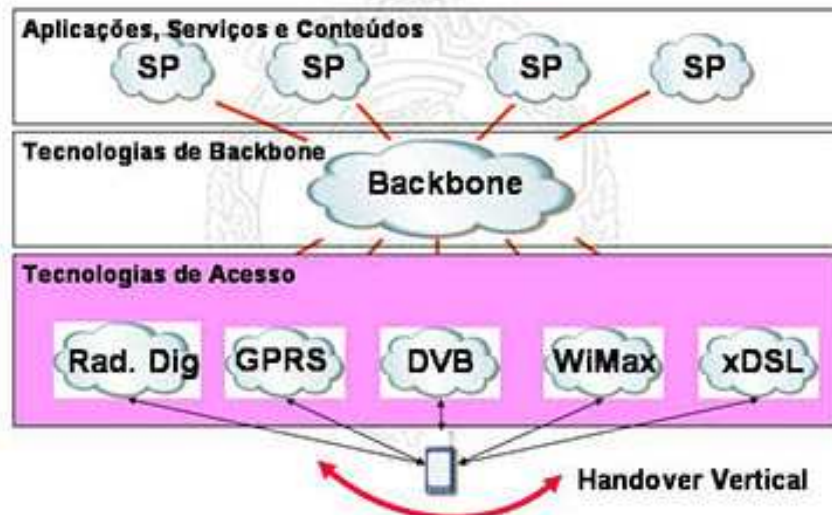 Aplicações, Serviços e Conteúdos
SP SP SP SP
Tecnologias de Backbone
Backbone
Tecnologias de Acesso
Rad. Dig GPRS DVB WiMax xDSL
Handover Vertical